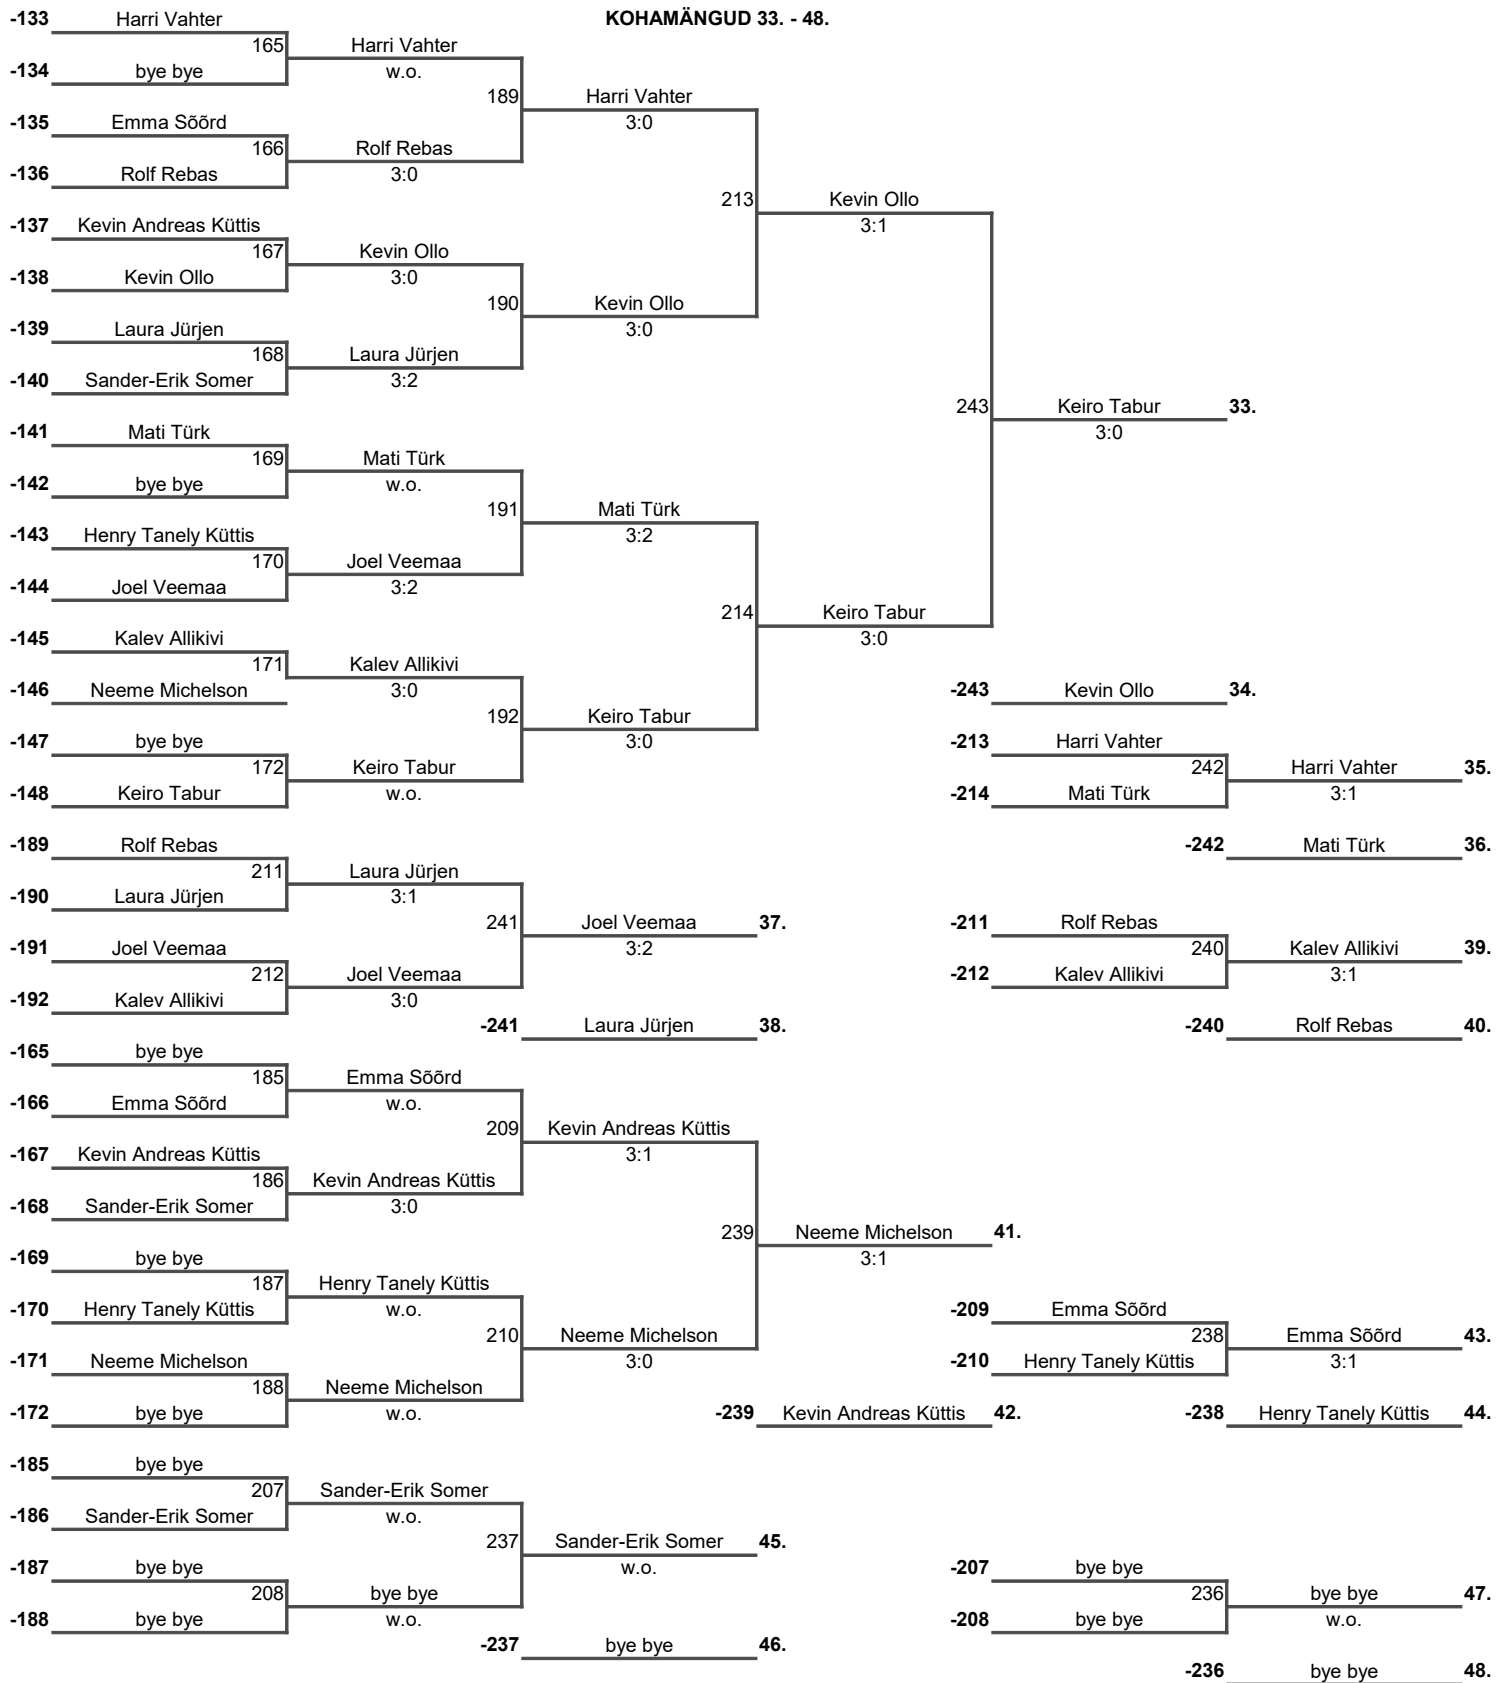 KOHAMÄNGUD 33. - 48.
-133 Harri Vahter
165 Harri Vahter
-134 bye bye w.o.
189 Harri Vahter
-135 Emma Sõõrd 3:0
166 Rolf Rebas
-136 Rolf Rebas 3:0
213 Kevin Ollo
-137 Kevin Andreas Küttis 3:1
167 Kevin Ollo
-138 Kevin Ollo 3:0
190 Kevin Ollo
-139 Laura Jürjen 3:0
168 Laura Jürjen
-140 Sander-Erik Somer 3:2
243 Keiro Tabur 33.
-141 Mati Türk 3:0
169 Mati Türk
-142 bye bye w.o.
191 Mati Türk
-143 Henry Tanely Küttis 3:2
170 Joel Veemaa
-144 Joel Veemaa 3:2
214 Keiro Tabur
-145 Kalev Allikivi 3:0
171 Kalev Allikivi
-146 Neeme Michelson 3:0 -243 Kevin Ollo 34.
192 Keiro Tabur
-147 bye bye 3:0 -213 Harri Vahter
172 Keiro Tabur 242 Harri Vahter 35.
-148 Keiro Tabur w.o. -214 Mati Türk 3:1
-189 Rolf Rebas -242 Mati Türk 36.
211 Laura Jürjen
-190 Laura Jürjen 3:1
241 Joel Veemaa 37. -211 Rolf Rebas
-191 Joel Veemaa 3:2 240 Kalev Allikivi 39.
212 Joel Veemaa -212 Kalev Allikivi 3:1
-192 Kalev Allikivi 3:0
-241 Laura Jürjen 38. -240 Rolf Rebas 40.
-165 bye bye
185 Emma Sõõrd
-166 Emma Sõõrd w.o.
209 Kevin Andreas Küttis
-167 Kevin Andreas Küttis 3:1
186 Kevin Andreas Küttis
-168 Sander-Erik Somer 3:0
239 Neeme Michelson 41.
-169 bye bye 3:1
187 Henry Tanely Küttis
-170 Henry Tanely Küttis w.o. -209 Emma Sõõrd
210 Neeme Michelson 238 Emma Sõõrd 43.
-171 Neeme Michelson 3:0 -210 Henry Tanely Küttis 3:1
188 Neeme Michelson
-172 bye bye w.o. -239 Kevin Andreas Küttis 42. -238 Henry Tanely Küttis 44.
-185 bye bye
207 Sander-Erik Somer
-186 Sander-Erik Somer w.o.
237 Sander-Erik Somer 45.
-187 bye bye w.o. -207 bye bye
208 bye bye 236 bye bye 47.
-188 bye bye w.o. -208 bye bye w.o.
-237 bye bye 46.
-236 bye bye 48.